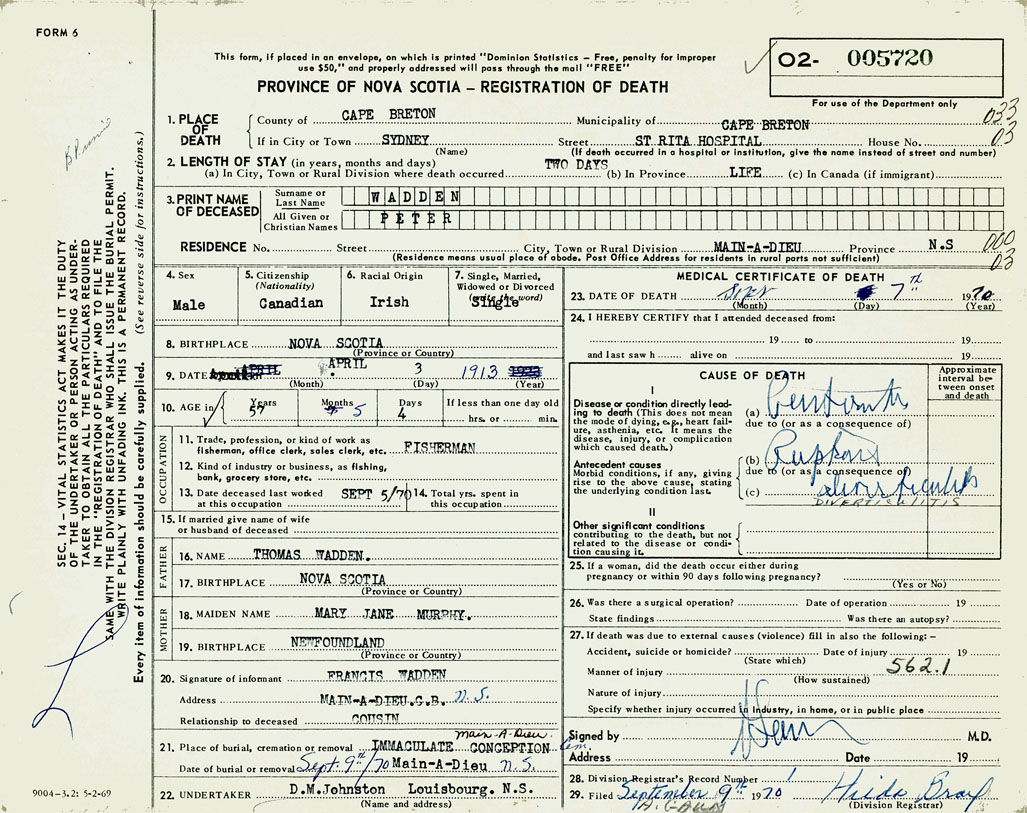 FORM 6
This form, if placed in an envelope, on which is printed "Dominion Statistics – Free, penalty for improper
use $50," and properly addressed will pass through the mail "FREE"
PROVINCE OF NOVA SCOTIA – REGISTRATION OF DEATH
O2- 005720
For use of the Department only
033
03
1. PLACE OF DEATH
County of CAPE BRETON Municipality of CAPE BRETON
If in City or Town SYDNEY Street ST RITA HOSPITAL House No.
(Name) (If death occurred in a hospital or institution, give the name instead of street and number)
2. LENGTH OF STAY (in years, months and days)
(a) In City, Town or Rural Division where death occurred TWO DAYS (b) In Province LIFE (c) In Canada (if immigrant)
3. PRINT NAME OF DECEASED
Surname or Last Name WADDEN
All Given or Christian Names PETER
RESIDENCE No. Street City, Town or Rural Division MAIN-A-DIEU Province N.S 000
03
(Residence means usual place of abode. Post Office Address for residents in rural parts not sufficient)
4. Sex
Male
5. Citizenship
(Nationality)
Canadian
6. Racial Origin
Irish
7. Single, Married,
Widowed or Divorced
(write the word)
Single
8. BIRTHPLACE NOVA SCOTIA
(Province or Country)
9. DATE APRIL APRIL 3 1913
(Month) (Day) (Year)
10. AGE in Years Months Days If less than one day old
57 5 4 hrs. or min.
OCCUPATION
11. Trade, profession, or kind of work as
fisherman, office clerk, sales clerk, etc. FISHERMAN
12. Kind of industry or business, as fishing,
bank, grocery store, etc.
13. Date deceased last worked
at this occupation SEPT 5/70
14. Total yrs. spent in
this occupation
15. If married give name of wife
or husband of deceased
FATHER
16. NAME THOMAS WADDEN.
17. BIRTHPLACE NOVA SCOTIA
(Province or Country)
MOTHER
18. MAIDEN NAME MARY JANE MURPHY.
19. BIRTHPLACE NEWFOUNDLAND
(Province or Country)
20. Signature of informant FRANCIS WADDEN
Address MAIN-A-DIEU.C.B. N.S.
Relationship to deceased COUSIN
Main-A-Dieu.
21. Place of burial, cremation or removal IMMACULATE CONCEPTION Cem.
Date of burial or removal Sept. 9th/70 Main-A-Dieu N.S.
22. UNDERTAKER D.M.Johnston Louisbourg. N.S.
(Name and address)
MEDICAL CERTIFICATE OF DEATH
23. DATE OF DEATH Sept 7th 1970
(Month) (Day) (Year)
24. I HEREBY CERTIFY that I attended deceased from:
19 to 19
and last saw h alive on 19
CAUSE OF DEATH
Approximate
interval be-
tween onset
and death
I
Disease or condition directly lead-
ing to death (This does not mean
the mode of dying, e.g., heart fail-
ure, asthenia, etc. It means the
disease, injury, or complication
which caused death.)
(a)
due to (or as a consequence of)
Antecedent causes
Morbid conditions, if any, giving
rise to the above cause, stating
the underlying condition last.
(b)
due to (or as a consequence of)
(c)
DIVERTICULITIS
II
Other significant conditions
contributing to the death, but not
related to the disease or condi-
tion causing it.
25. If a woman, did the death occur either during
pregnancy or within 90 days following pregnancy?
(Yes or No)
26. Was there a surgical operation? Date of operation 19
State findings Was there an autopsy?
27. If death was due to external causes (violence) fill in also the following: –
Accident, suicide or homicide? Date of injury 19
(State which)
Manner of injury 562.1
(How sustained)
Nature of injury
Specify whether injury occurred in industry, in home, or in public place
Signed by M.D.
Address Date 19
28. Division Registrar's Record Number 1
29. Filed September 9th 1970
(Division Registrar)
SEC. 14 – VITAL STATISTICS ACT MAKES IT THE DUTY
OF THE UNDERTAKER OR PERSON ACTING AS UNDER-
TAKER TO OBTAIN ALL THE PARTICULARS REQUIRED
IN THE "REGISTRATION OF DEATH" AND TO FILE THE
SAME WITH THE DIVISION REGISTRAR WHO SHALL ISSUE THE BURIAL PERMIT.
WRITE PLAINLY WITH UNFADING INK. THIS IS A PERMANENT RECORD.
Every item of information should be carefully supplied. (See reverse side for instructions.)
9004-3.2: 5-2-69